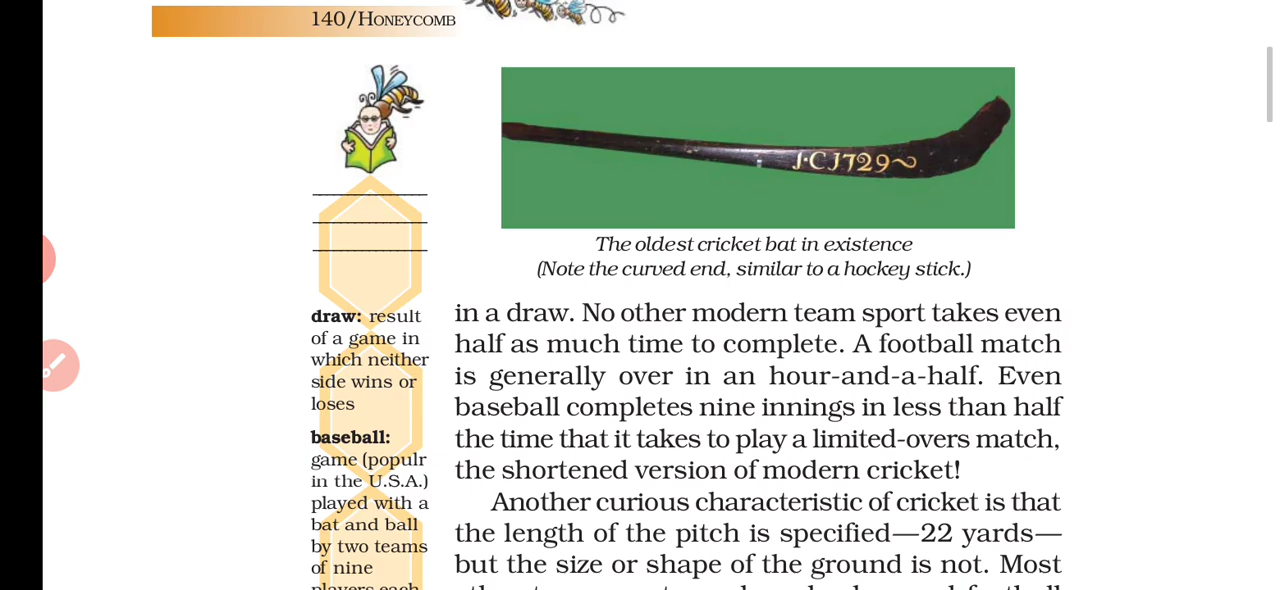 140/HONEYCOMB
J·C 1729
The oldest cricket bat in existence
(Note the curved end, similar to a hockey stick.)
draw: result
of a game in
which neither
side wins or
loses
baseball:
game (populr
in the U.S.A.)
played with a
bat and ball
by two teams
of nine
players each
in a draw. No other modern team sport takes even
half as much time to complete. A football match
is generally over in an hour-and-a-half. Even
baseball completes nine innings in less than half
the time that it takes to play a limited-overs match,
the shortened version of modern cricket!
Another curious characteristic of cricket is that
the length of the pitch is specified—22 yards—
but the size or shape of the ground is not. Most